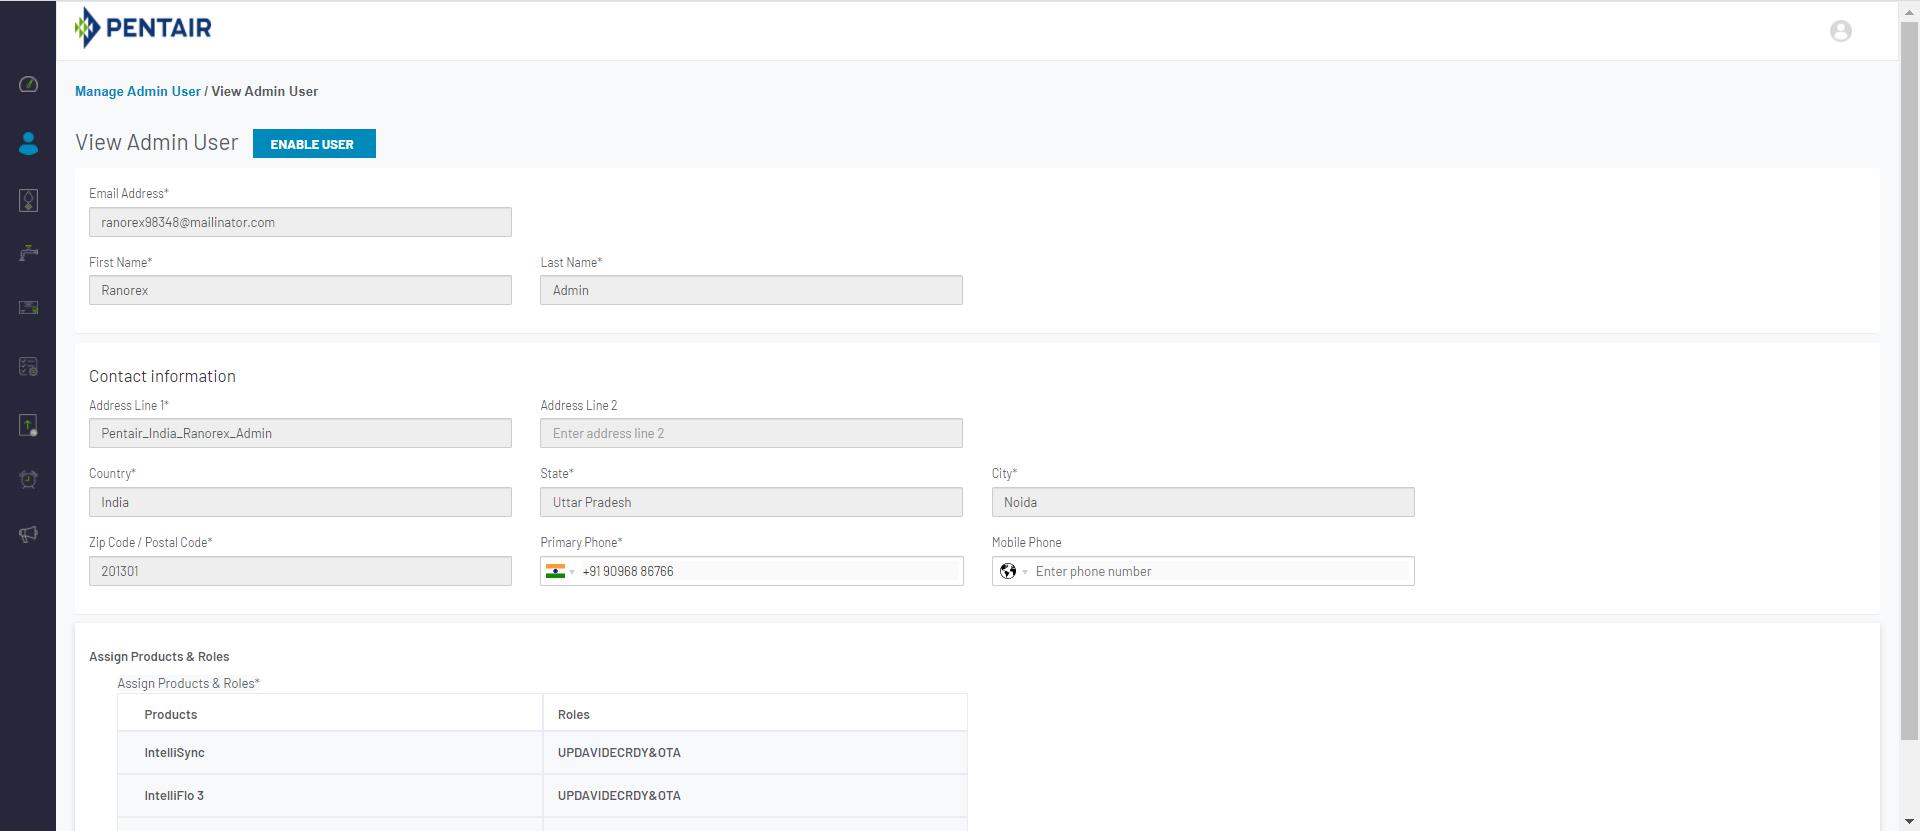 PENTAIR
Manage Admin User / View Admin User
View Admin User
ENABLE USER
Email Address*
ranorex98348@mailinator.com
First Name*
Last Name*
Ranorex
Admin
Contact information
Address Line 1*
Address Line 2
Pentair_India_Ranorex_Admin
Enter address line 2
Country*
State*
City*
India
Uttar Pradesh
Noida
Zip Code / Postal Code*
Primary Phone*
Mobile Phone
201301
+91 90968 86766
Enter phone number
Assign Products & Roles
Assign Products & Roles*
Products
Roles
IntelliSync
UPDAVIDECRDY&OTA
IntelliFlo 3
UPDAVIDECRDY&OTA